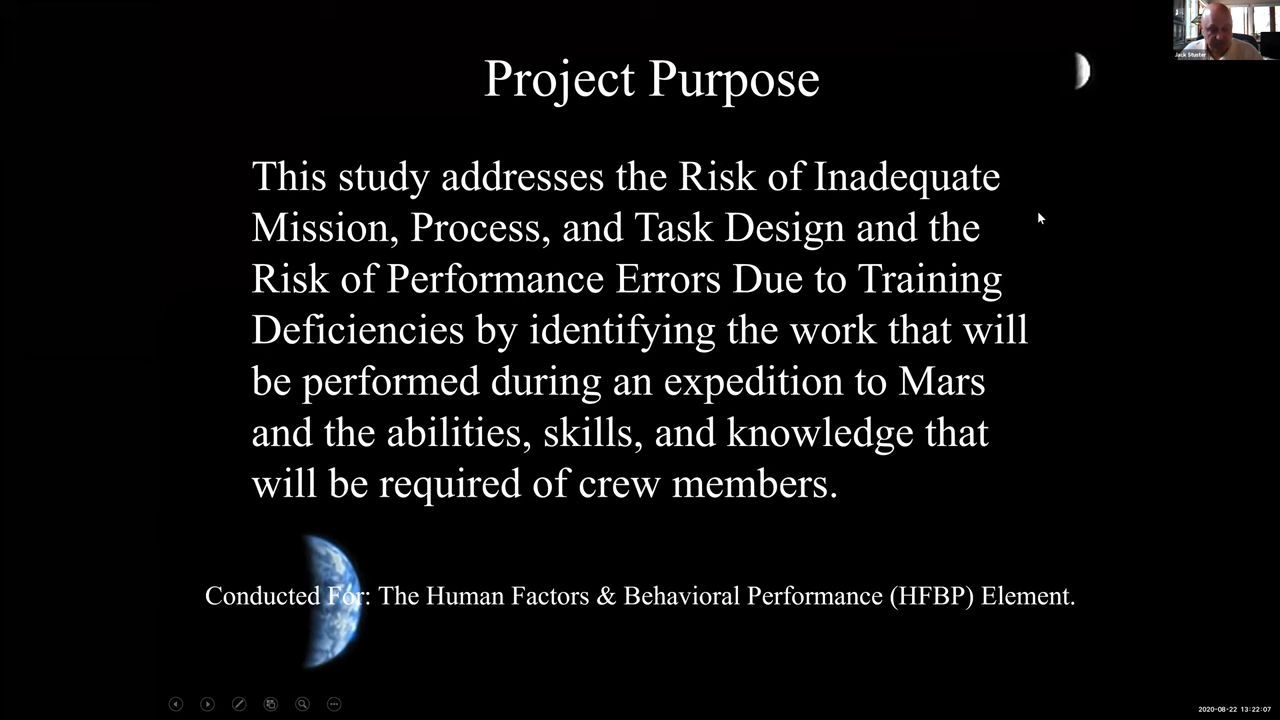 Jack Stuster
Project Purpose
This study addresses the Risk of Inadequate
Mission, Process, and Task Design and the
Risk of Performance Errors Due to Training
Deficiencies by identifying the work that will
be performed during an expedition to Mars
and the abilities, skills, and knowledge that
will be required of crew members.
Conducted For: The Human Factors & Behavioral Performance (HFBP) Element.
2020-08-22 13:22:07